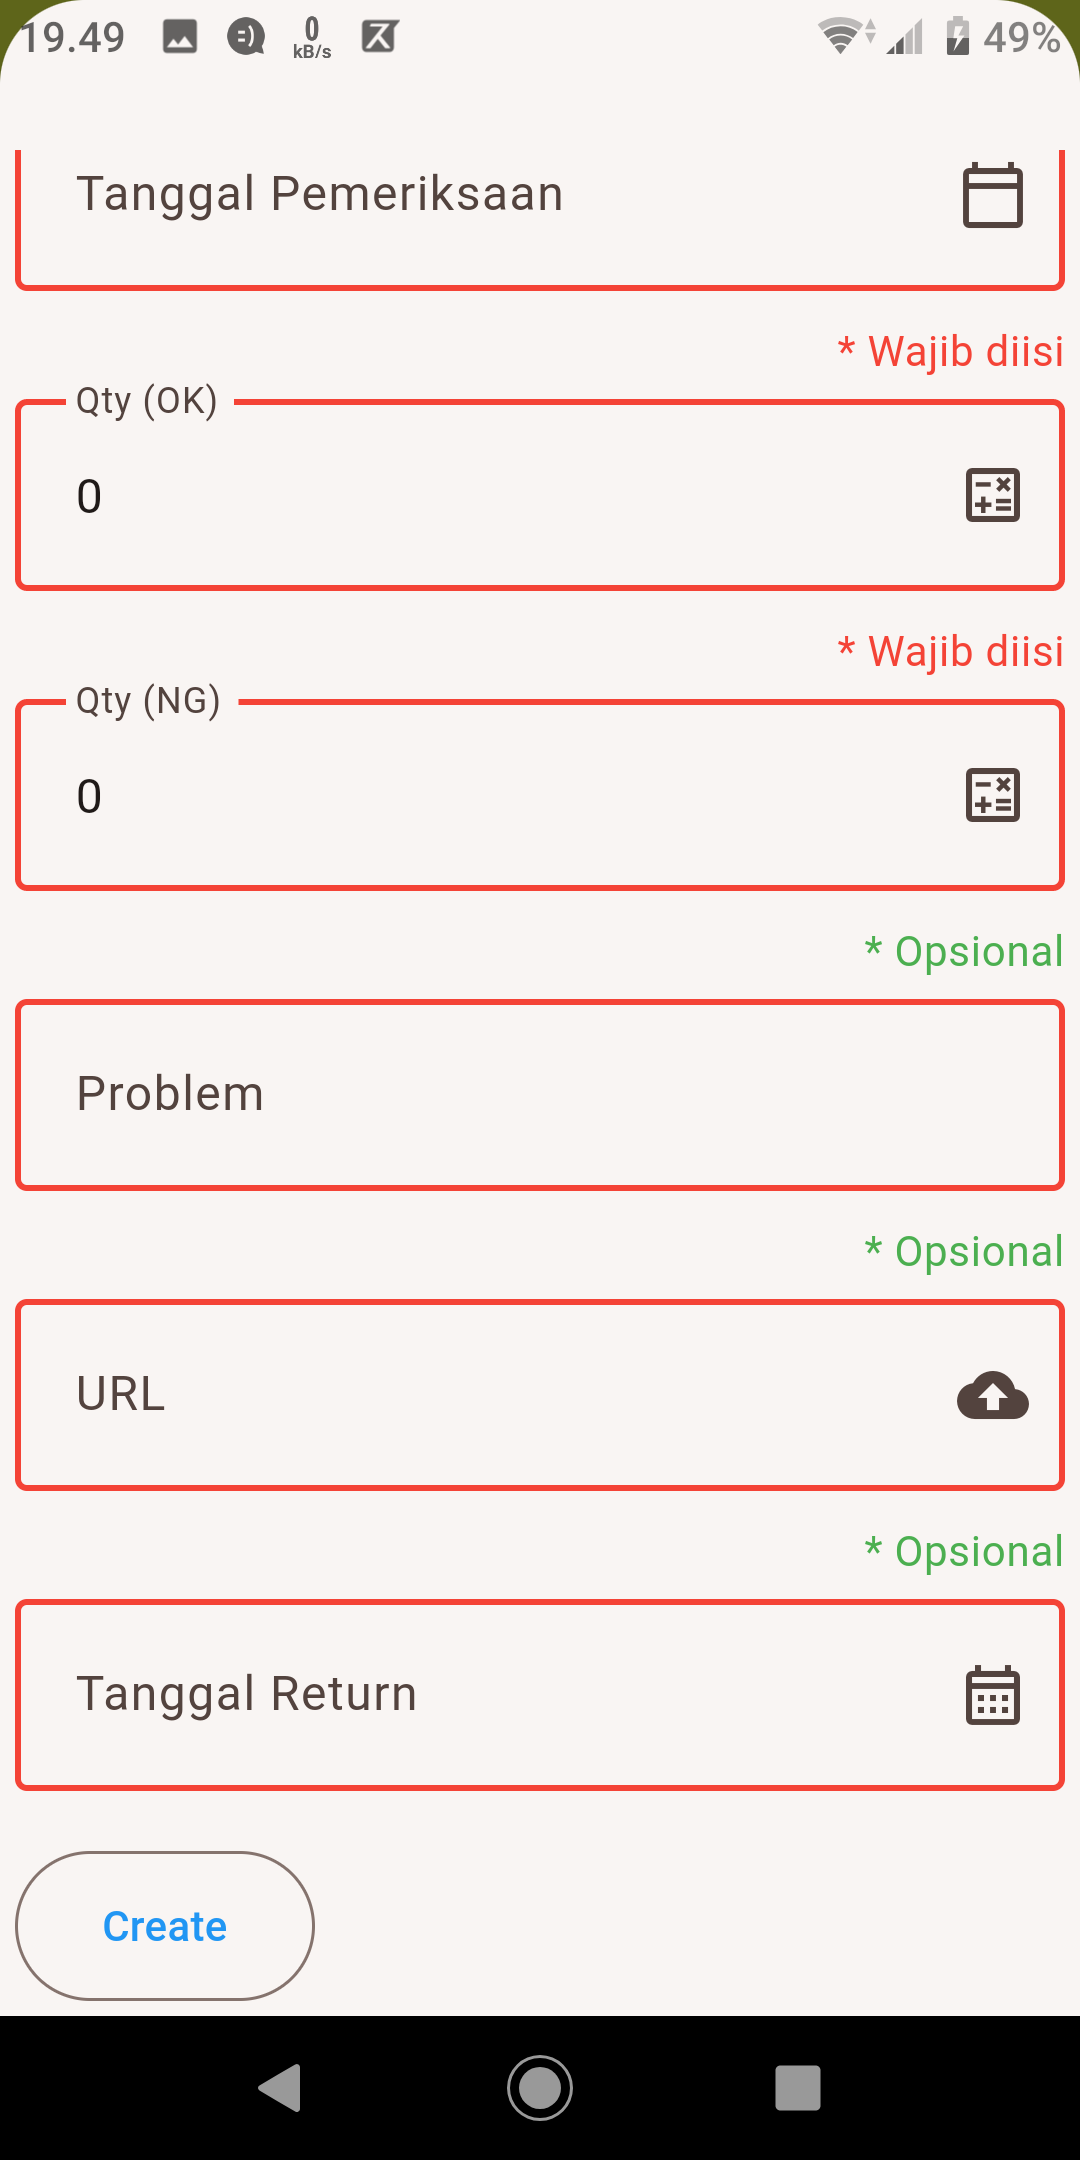 19.49
0
kB/s
49%
Tanggal Pemeriksaan
* Wajib diisi
Qty (OK)
0
* Wajib diisi
Qty (NG)
0
* Opsional
Problem
* Opsional
URL
* Opsional
Tanggal Return
Create